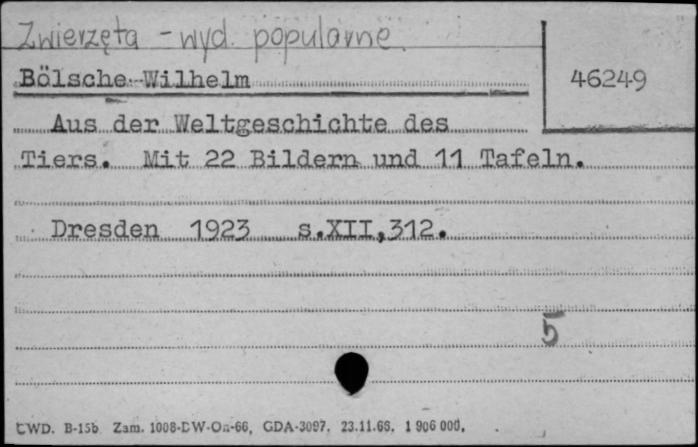 Zwierzęta - wyd. popularne
Bölsche Wilhelm
46249
Aus der Weltgeschichte des
Tiers. Mit 22 Bildern und 11 Tafeln.
Dresden 1923 s.XII,312.
5
CWD. B-15b Zam. 1008-DW-On-66, GDA-3097. 23.11.66. 1 906 000.